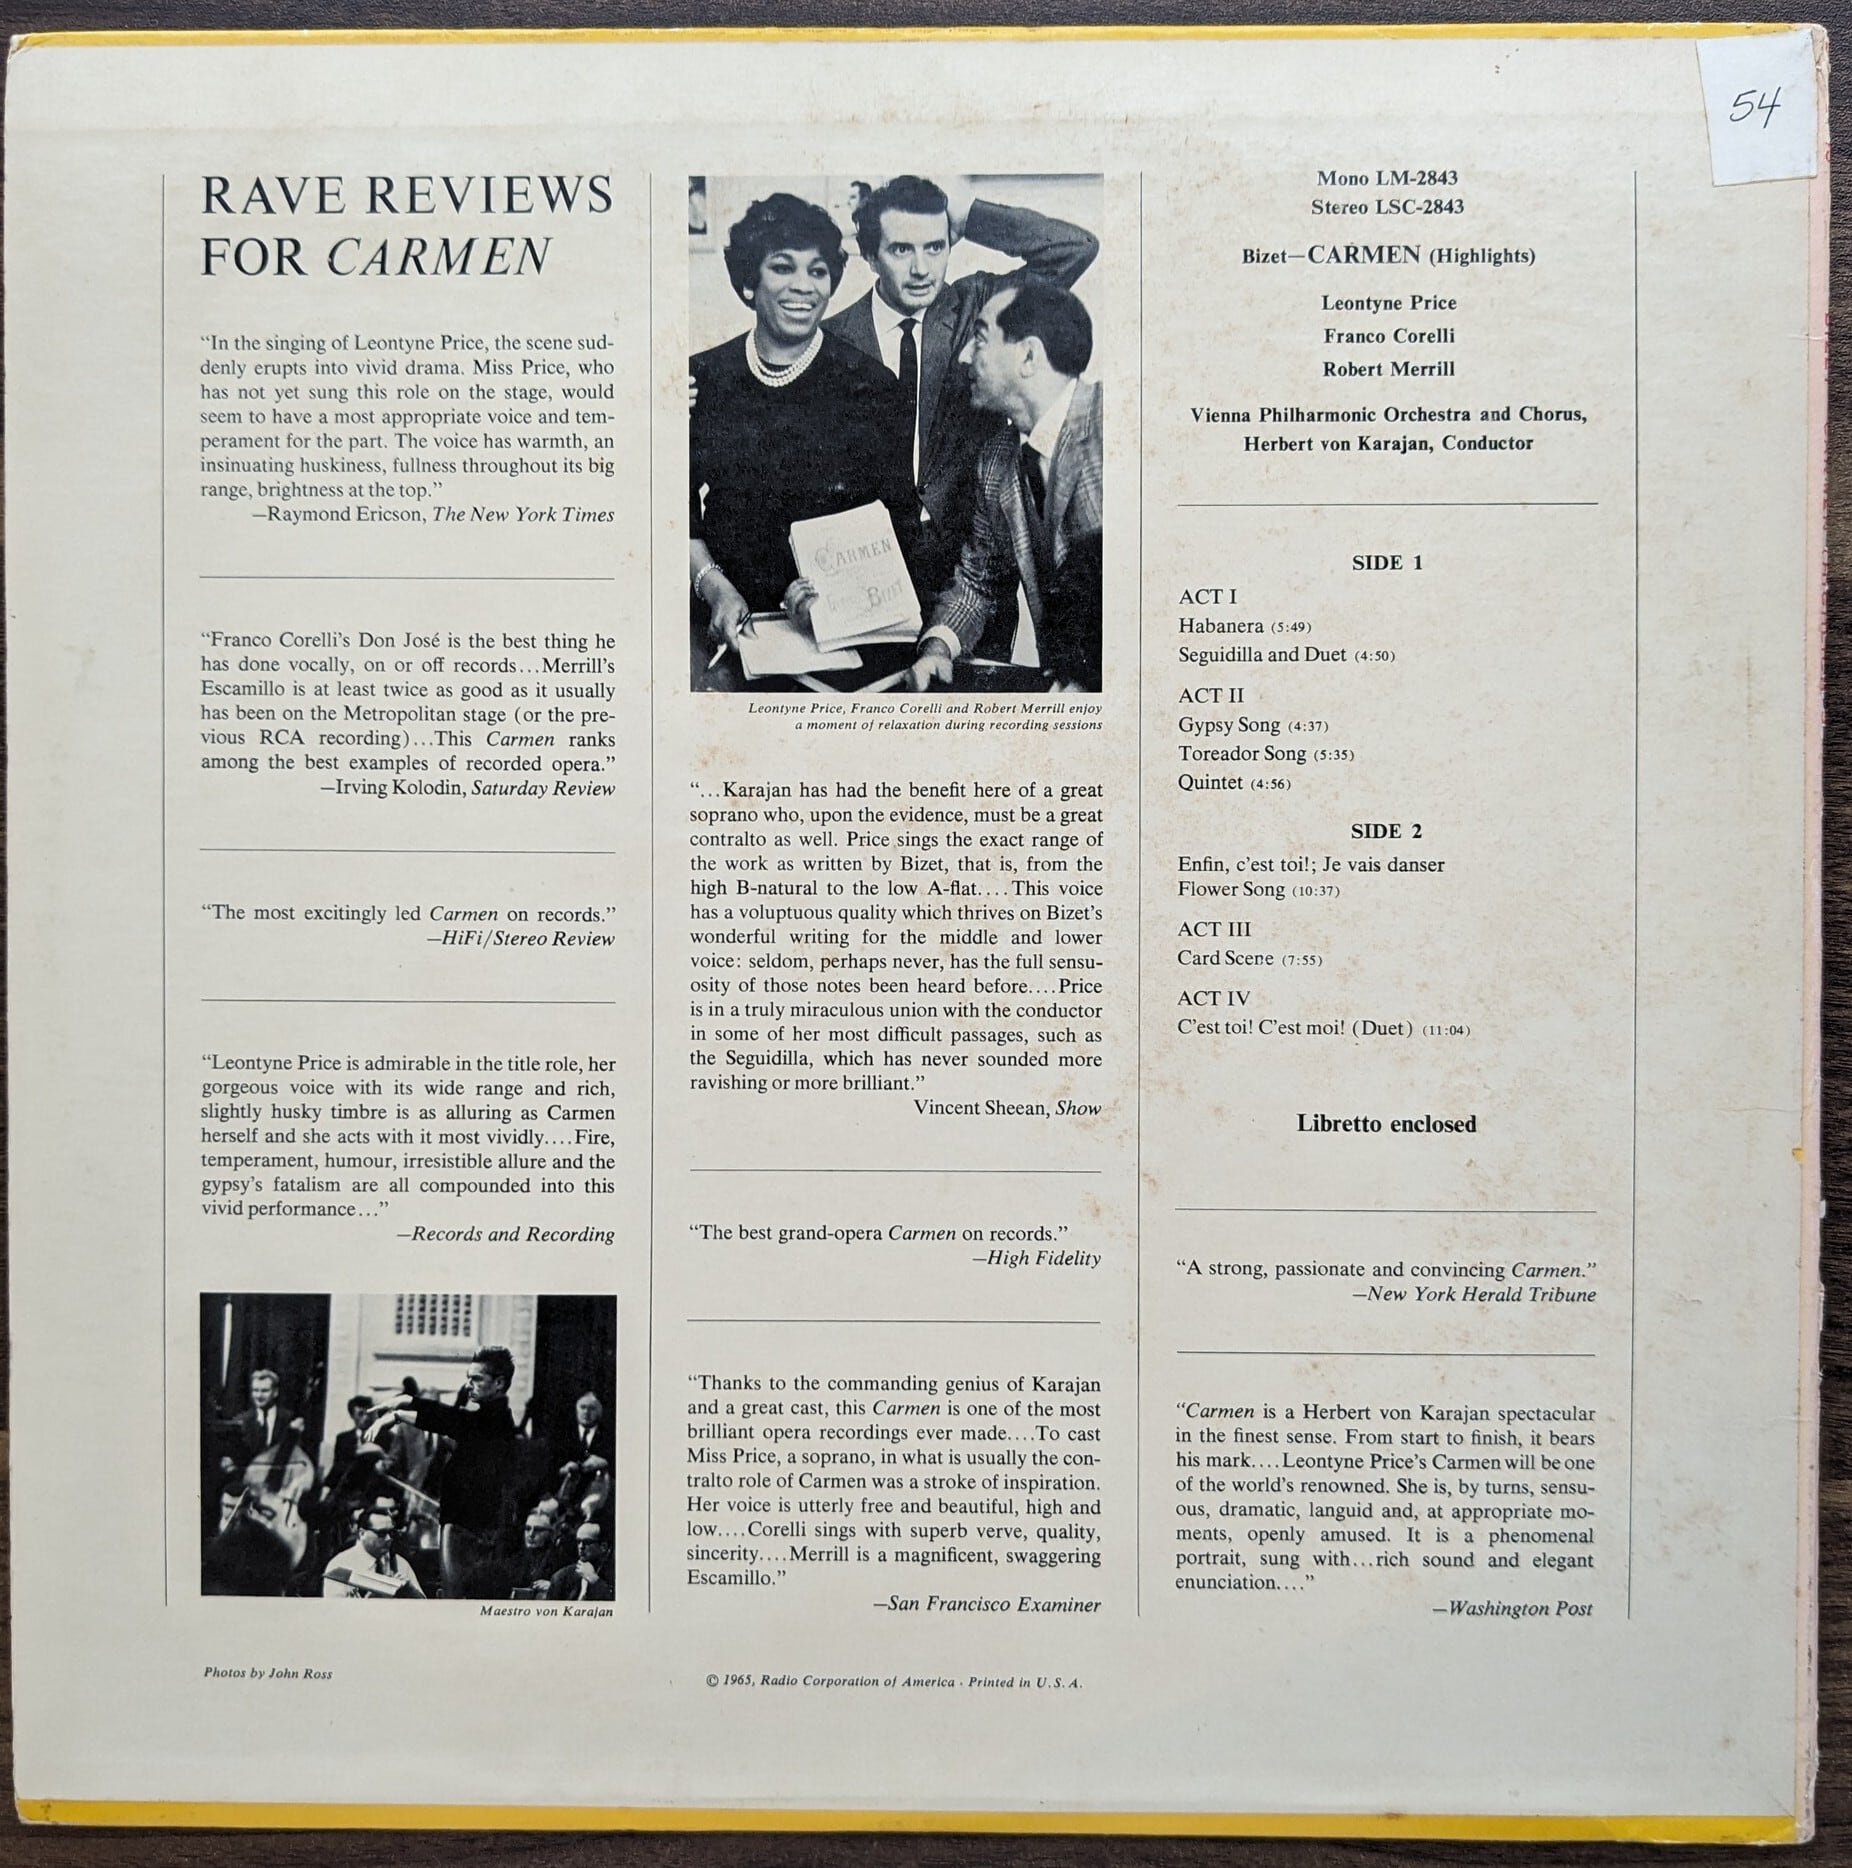 54
RAVE REVIEWS
FOR CARMEN
“In the singing of Leontyne Price, the scene sud-
denly erupts into vivid drama. Miss Price, who
has not yet sung this role on the stage, would
seem to have a most appropriate voice and tem-
perament for the part. The voice has warmth, an
insinuating huskiness, fullness throughout its big
range, brightness at the top.”
—Raymond Ericson, The New York Times
“Franco Corelli’s Don José is the best thing he
has done vocally, on or off records...Merrill’s
Escamillo is at least twice as good as it usually
has been on the Metropolitan stage (or the pre-
vious RCA recording)...This Carmen ranks
among the best examples of recorded opera.”
—Irving Kolodin, Saturday Review
“The most excitingly led Carmen on records.”
—HiFi/Stereo Review
“Leontyne Price is admirable in the title role, her
gorgeous voice with its wide range and rich,
slightly husky timbre is as alluring as Carmen
herself and she acts with it most vividly....Fire,
temperament, humour, irresistible allure and the
gypsy’s fatalism are all compounded into this
vivid performance...”
—Records and Recording
Maestro von Karajan
Photos by John Ross
CARMEN
BIZET
Leontyne Price, Franco Corelli and Robert Merrill enjoy
a moment of relaxation during recording sessions
“...Karajan has had the benefit here of a great
soprano who, upon the evidence, must be a great
contralto as well. Price sings the exact range of
the work as written by Bizet, that is, from the
high B-natural to the low A-flat....This voice
has a voluptuous quality which thrives on Bizet’s
wonderful writing for the middle and lower
voice: seldom, perhaps never, has the full sensu-
osity of those notes been heard before....Price
is in a truly miraculous union with the conductor
in some of her most difficult passages, such as
the Seguidilla, which has never sounded more
ravishing or more brilliant.”
Vincent Sheean, Show
“The best grand-opera Carmen on records.”
—High Fidelity
“Thanks to the commanding genius of Karajan
and a great cast, this Carmen is one of the most
brilliant opera recordings ever made....To cast
Miss Price, a soprano, in what is usually the con-
tralto role of Carmen was a stroke of inspiration.
Her voice is utterly free and beautiful, high and
low....Corelli sings with superb verve, quality,
sincerity....Merrill is a magnificent, swaggering
Escamillo.”
—San Francisco Examiner
© 1965, Radio Corporation of America · Printed in U.S.A.
Mono LM-2843
Stereo LSC-2843
Bizet—CARMEN (Highlights)
Leontyne Price
Franco Corelli
Robert Merrill
Vienna Philharmonic Orchestra and Chorus,
Herbert von Karajan, Conductor
SIDE 1
ACT I
Habanera (5:49)
Seguidilla and Duet (4:50)
ACT II
Gypsy Song (4:37)
Toreador Song (5:35)
Quintet (4:56)
SIDE 2
Enfin, c’est toi!; Je vais danser
Flower Song (10:37)
ACT III
Card Scene (7:55)
ACT IV
C’est toi! C’est moi! (Duet) (11:04)
Libretto enclosed
“A strong, passionate and convincing Carmen.”
—New York Herald Tribune
“Carmen is a Herbert von Karajan spectacular
in the finest sense. From start to finish, it bears
his mark....Leontyne Price’s Carmen will be one
of the world’s renowned. She is, by turns, sensu-
ous, dramatic, languid and, at appropriate mo-
ments, openly amused. It is a phenomenal
portrait, sung with...rich sound and elegant
enunciation....”
—Washington Post